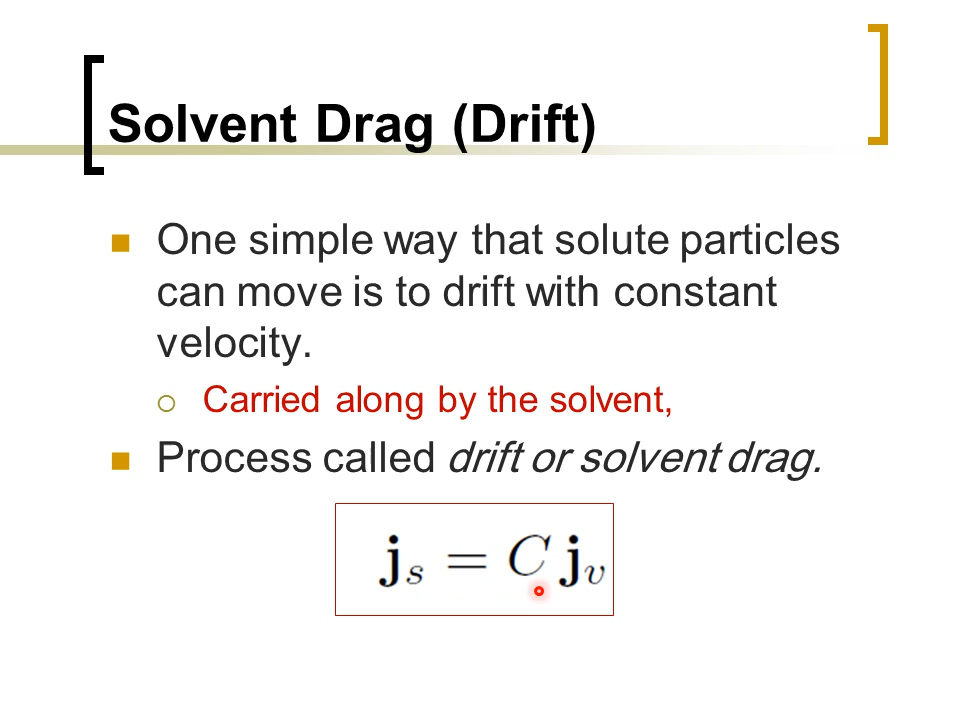 Solvent Drag (Drift)
One simple way that solute particles
can move is to drift with constant
velocity.
Carried along by the solvent,
Process called drift or solvent drag.
j_s = C j_v